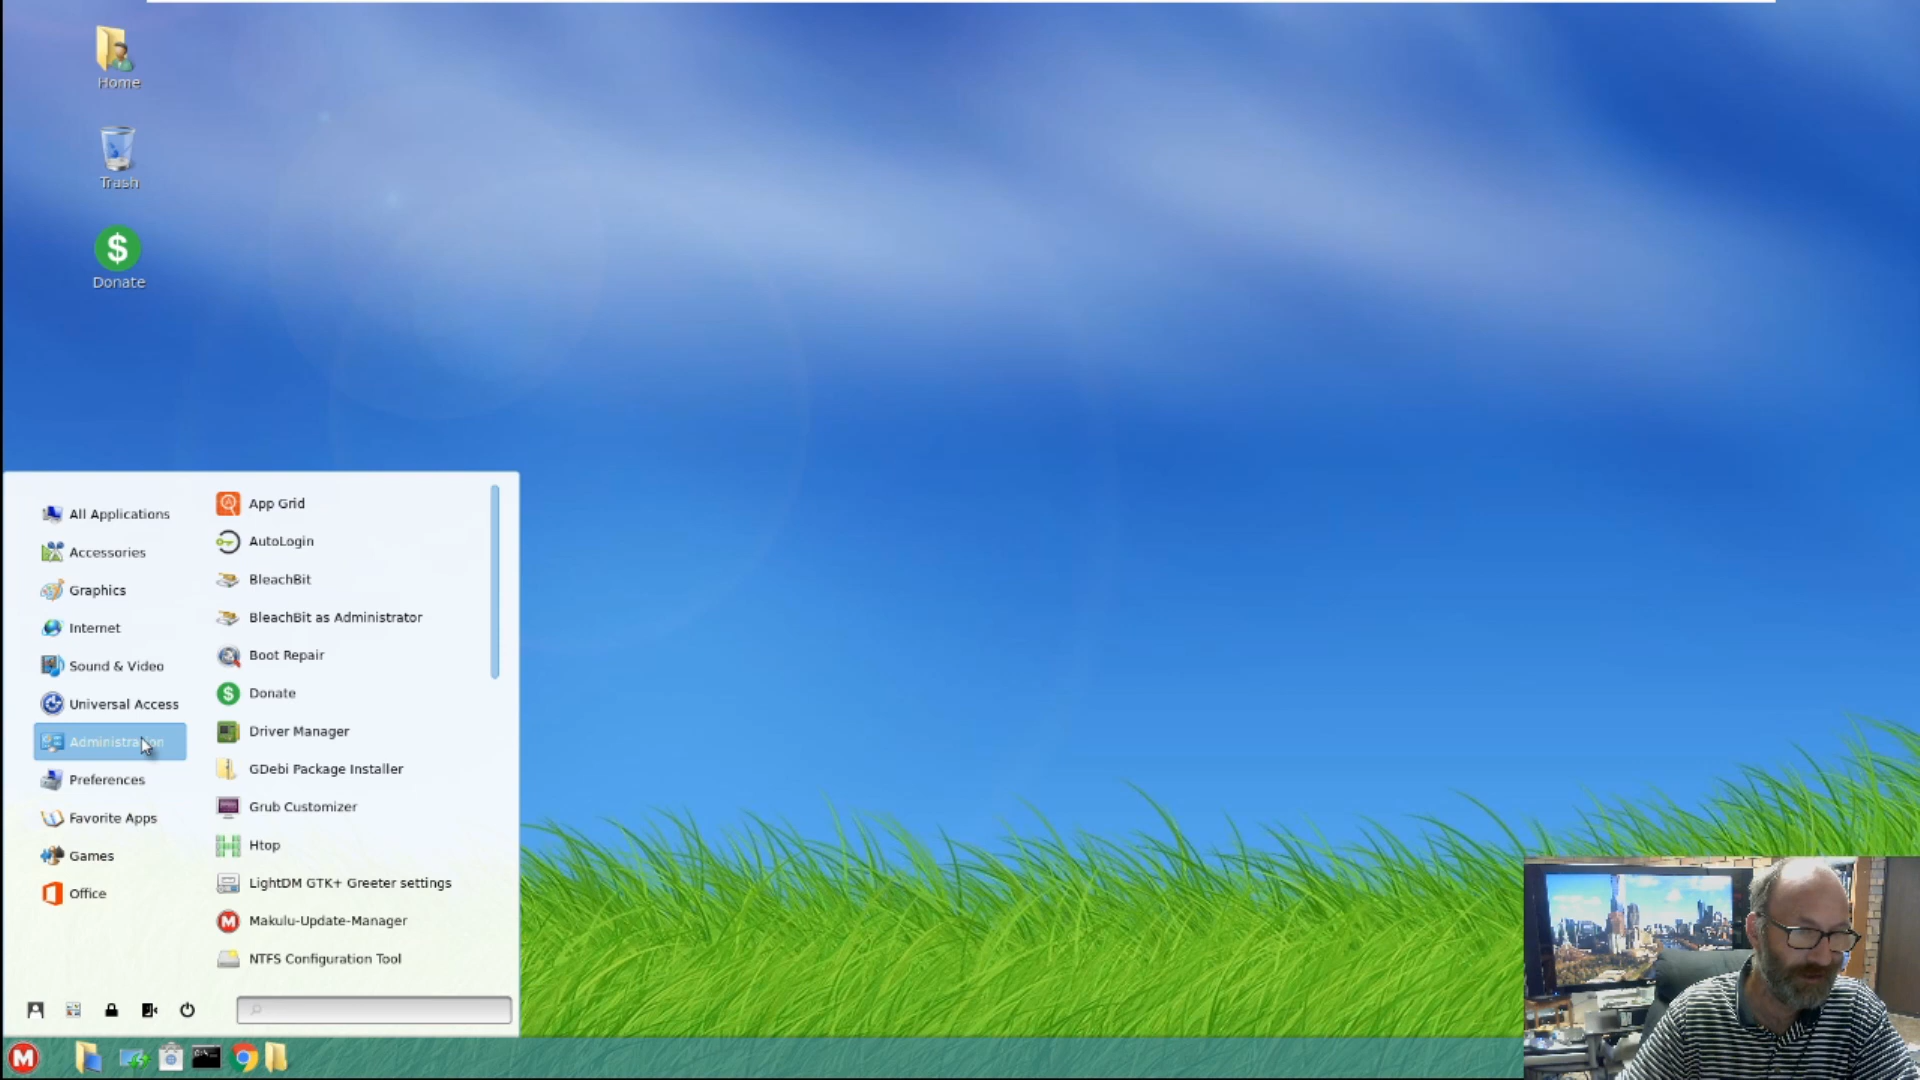 Home
Trash
$
Donate
All Applications
Accessories
Graphics
Internet
Sound & Video
Universal Access
Administration
Preferences
Favorite Apps
Games
Office
App Grid
AutoLogin
BleachBit
BleachBit as Administrator
Boot Repair
$ Donate
Driver Manager
GDebi Package Installer
Grub Customizer
Htop
LightDM GTK+ Greeter settings
M Makulu-Update-Manager
NTFS Configuration Tool
M